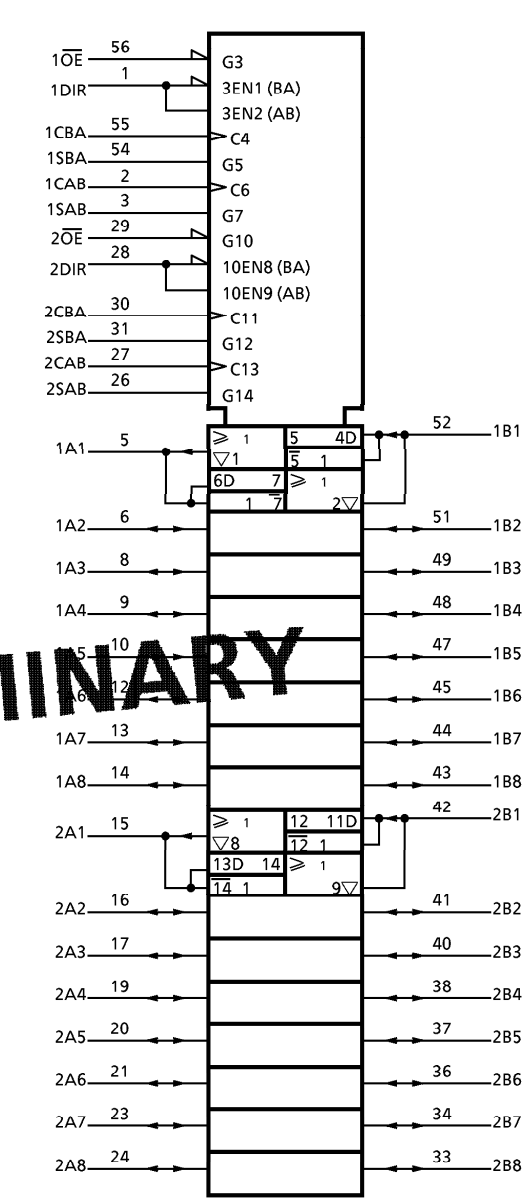 1OE 56 G3
1DIR 1 3EN1 (BA)
3EN2 (AB)
1CBA 55 C4
1SBA 54 G5
1CAB 2 C6
1SAB 3 G7
2OE 29 G10
2DIR 28 10EN8 (BA)
10EN9 (AB)
2CBA 30 C11
2SBA 31 G12
2CAB 27 C13
2SAB 26 G14
1A1 5 ≥ 1 5 4D 52 1B1
▽1 5 1
6D 7 ≥ 1
1 7 2▽
1A2 6 51 1B2
1A3 8 49 1B3
1A4 9 48 1B4
5 10 47 1B5
1A6 12 45 1B6
INARY
1A7 13 44 1B7
1A8 14 43 1B8
2A1 15 ≥ 1 12 11D 42 2B1
▽8 12 1
13D 14 ≥ 1
14 1 9▽
2A2 16 41 2B2
2A3 17 40 2B3
2A4 19 38 2B4
2A5 20 37 2B5
2A6 21 36 2B6
2A7 23 34 2B7
2A8 24 33 2B8